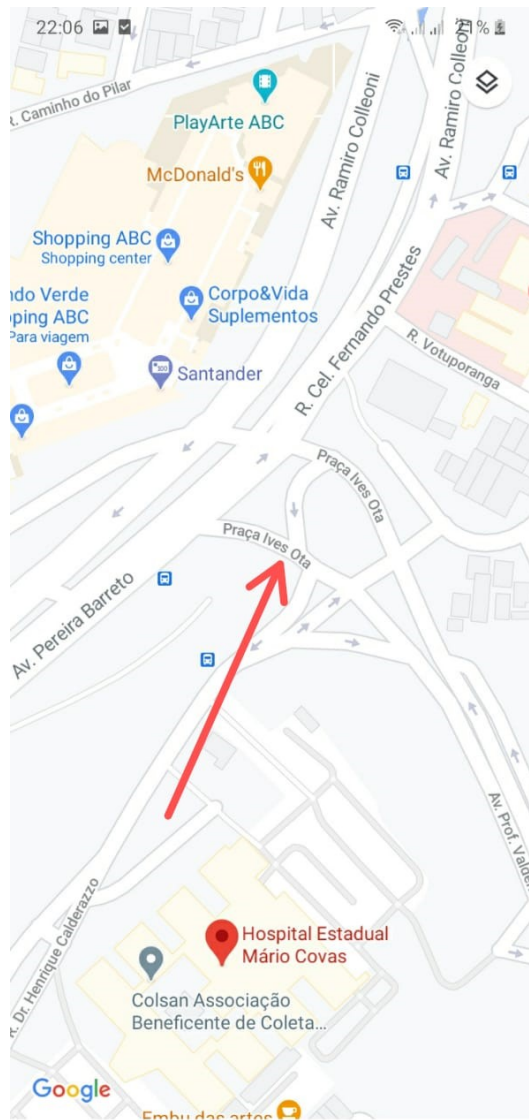 22:06
%
R. Caminho do Pilar
PlayArte ABC
Av. Ramiro Colleoni
Av. Ramiro Colleoni
McDonald's
Shopping ABC
Shopping center
ndo Verde
pping ABC
Para viagem
Corpo&Vida
Suplementos
R. Cel. Fernando Prestes
R. Votuporanga
Santander
Praça Ives Ota
Praça Ives Ota
Av. Pereira Barreto
Av. Prof. Valde
R. Dr. Henrique Calderazzo
Hospital Estadual
Mário Covas
Colsan Associação
Beneficente de Coleta...
Google
Embu das artes